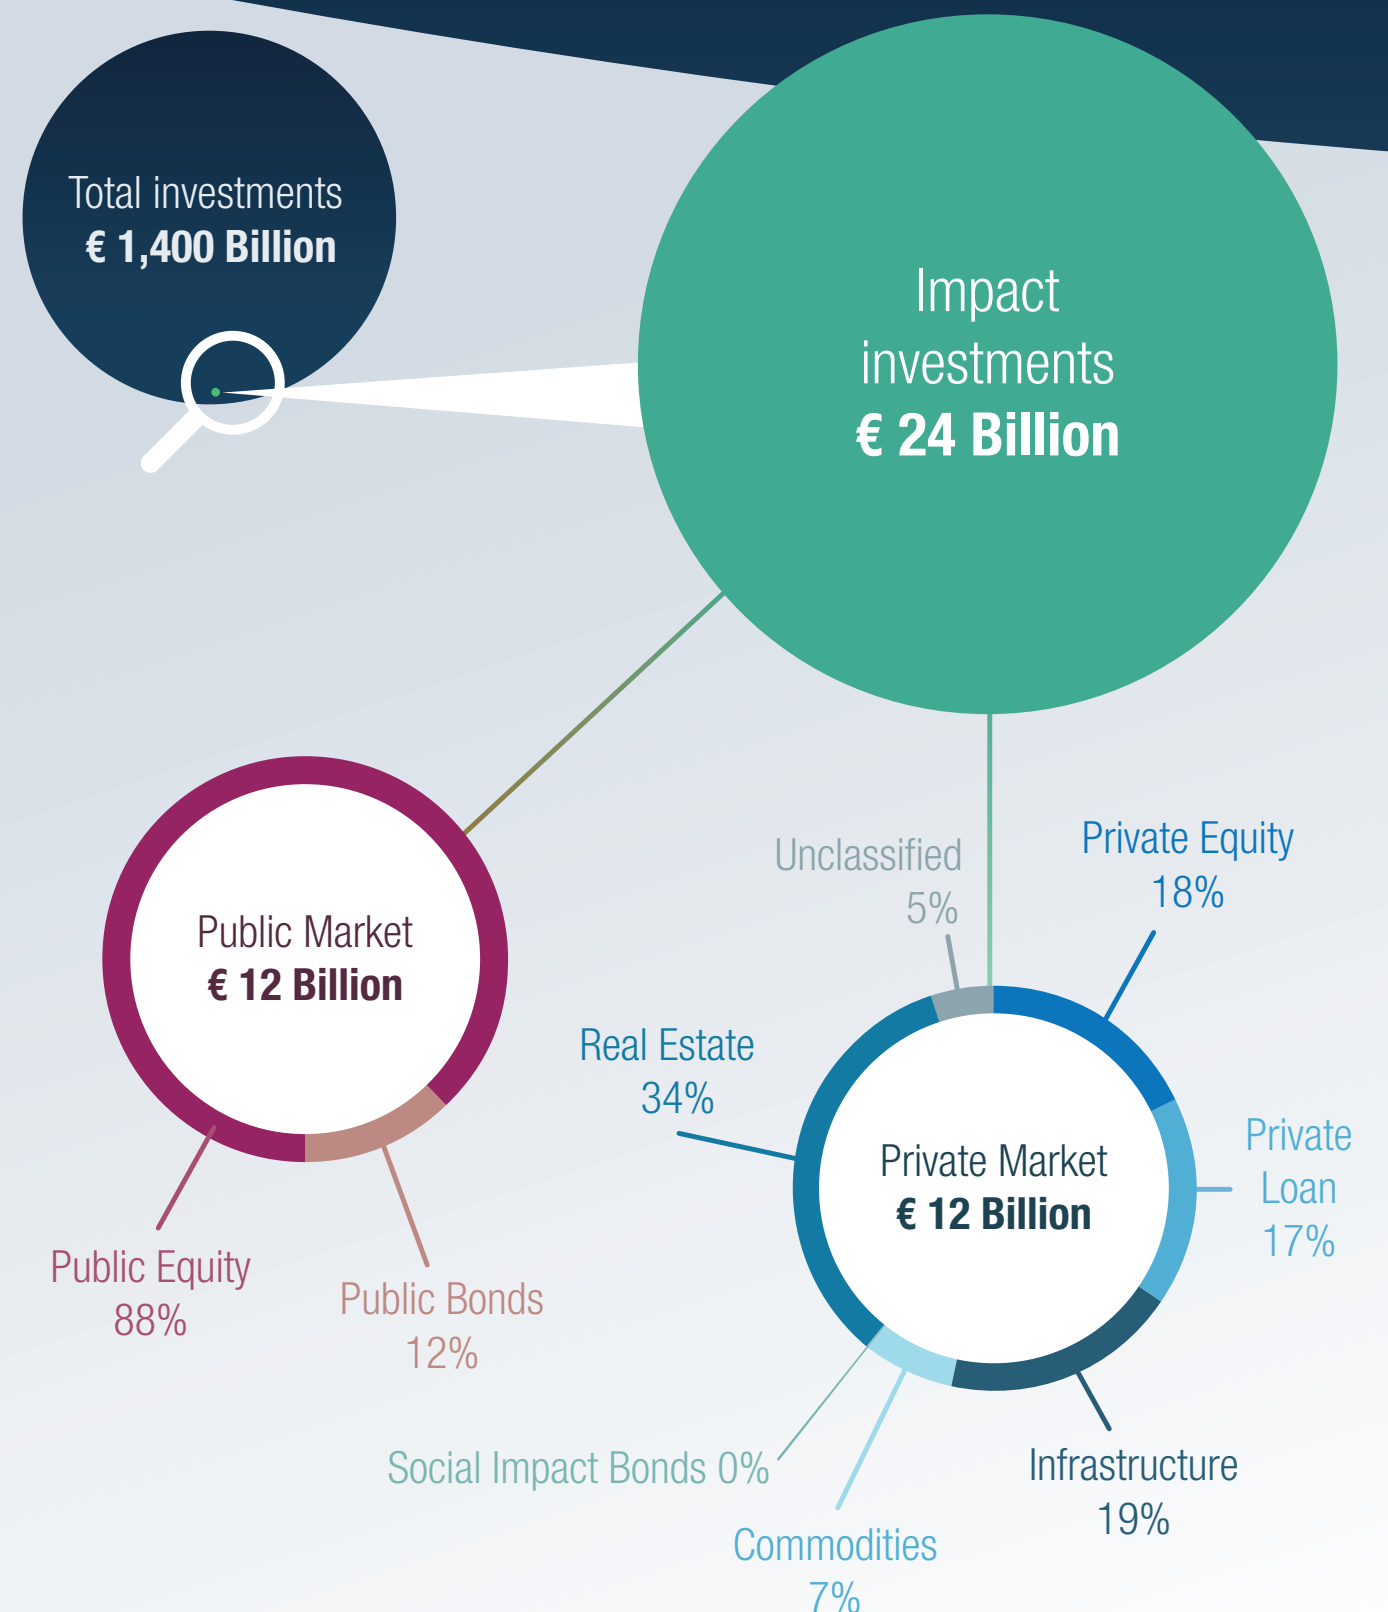 Total investments
€ 1,400 Billion
Impact
investments
€ 24 Billion
Public Market
€ 12 Billion
Public Equity
88%
Public Bonds
12%
Unclassified
5%
Private Equity
18%
Real Estate
34%
Private Market
€ 12 Billion
Private
Loan
17%
Social Impact Bonds 0%
Infrastructure
19%
Commodities
7%